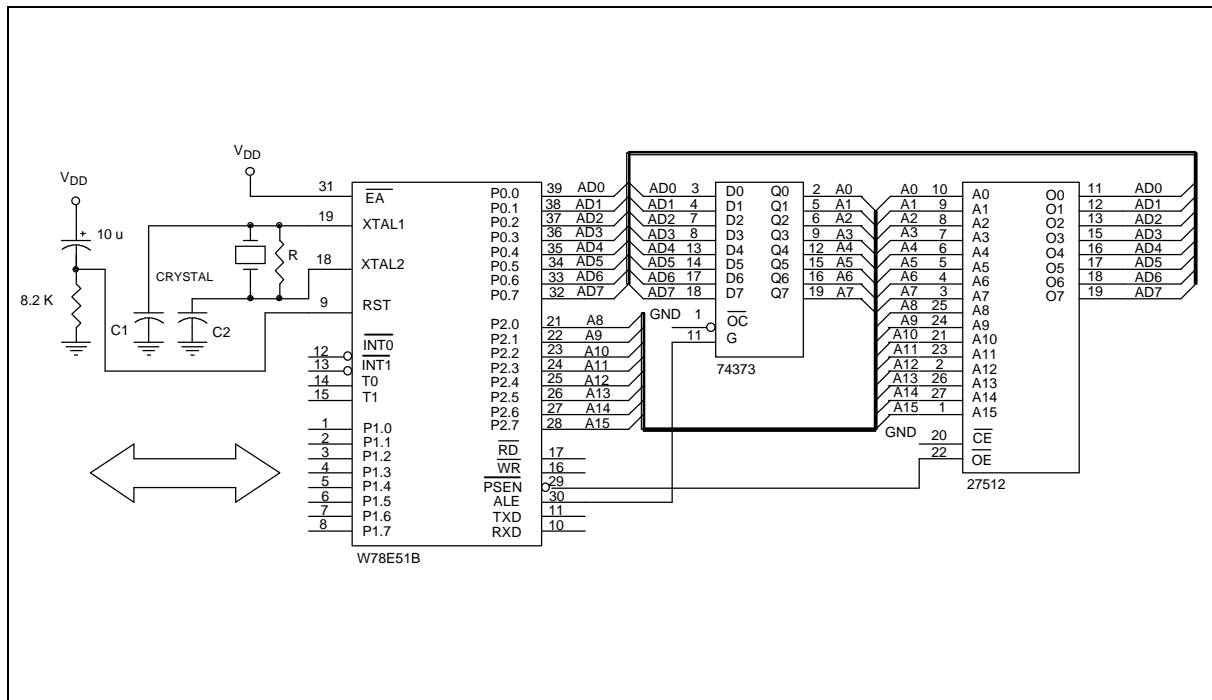 VDD
VDD
10 u
+
8.2 K
C1
C2
CRYSTAL
R
31 EA
19 XTAL1
18 XTAL2
9 RST
12 INT0
13 INT1
14 T0
15 T1
1 P1.0
2 P1.1
3 P1.2
4 P1.3
5 P1.4
6 P1.5
7 P1.6
8 P1.7
P0.0 39 AD0
P0.1 38 AD1
P0.2 37 AD2
P0.3 36 AD3
P0.4 35 AD4
P0.5 34 AD5
P0.6 33 AD6
P0.7 32 AD7
P2.0 21 A8
P2.1 22 A9
P2.2 23 A10
P2.3 24 A11
P2.4 25 A12
P2.5 26 A13
P2.6 27 A14
P2.7 28 A15
RD 17
WR 16
PSEN 29
ALE 30
TXD 11
RXD 10
W78E51B
AD0 3 D0 Q0 2 A0
AD1 4 D1 Q1 5 A1
AD2 7 D2 Q2 6 A2
AD3 8 D3 Q3 9 A3
AD4 13 D4 Q4 12 A4
AD5 14 D5 Q5 15 A5
AD6 17 D6 Q6 16 A6
AD7 18 D7 Q7 19 A7
GND 1 OC
11 G
74373
A0 10 A0 O0 11 AD0
A1 9 A1 O1 12 AD1
A2 8 A2 O2 13 AD2
A3 7 A3 O3 15 AD3
A4 6 A4 O4 16 AD4
A5 5 A5 O5 17 AD5
A6 4 A6 O6 18 AD6
A7 3 A7 O7 19 AD7
A8 25 A8
A9 24 A9
A10 21 A10
A11 23 A11
A12 2 A12
A13 26 A13
A14 27 A14
A15 1 A15
GND 20 CE
22 OE
27512